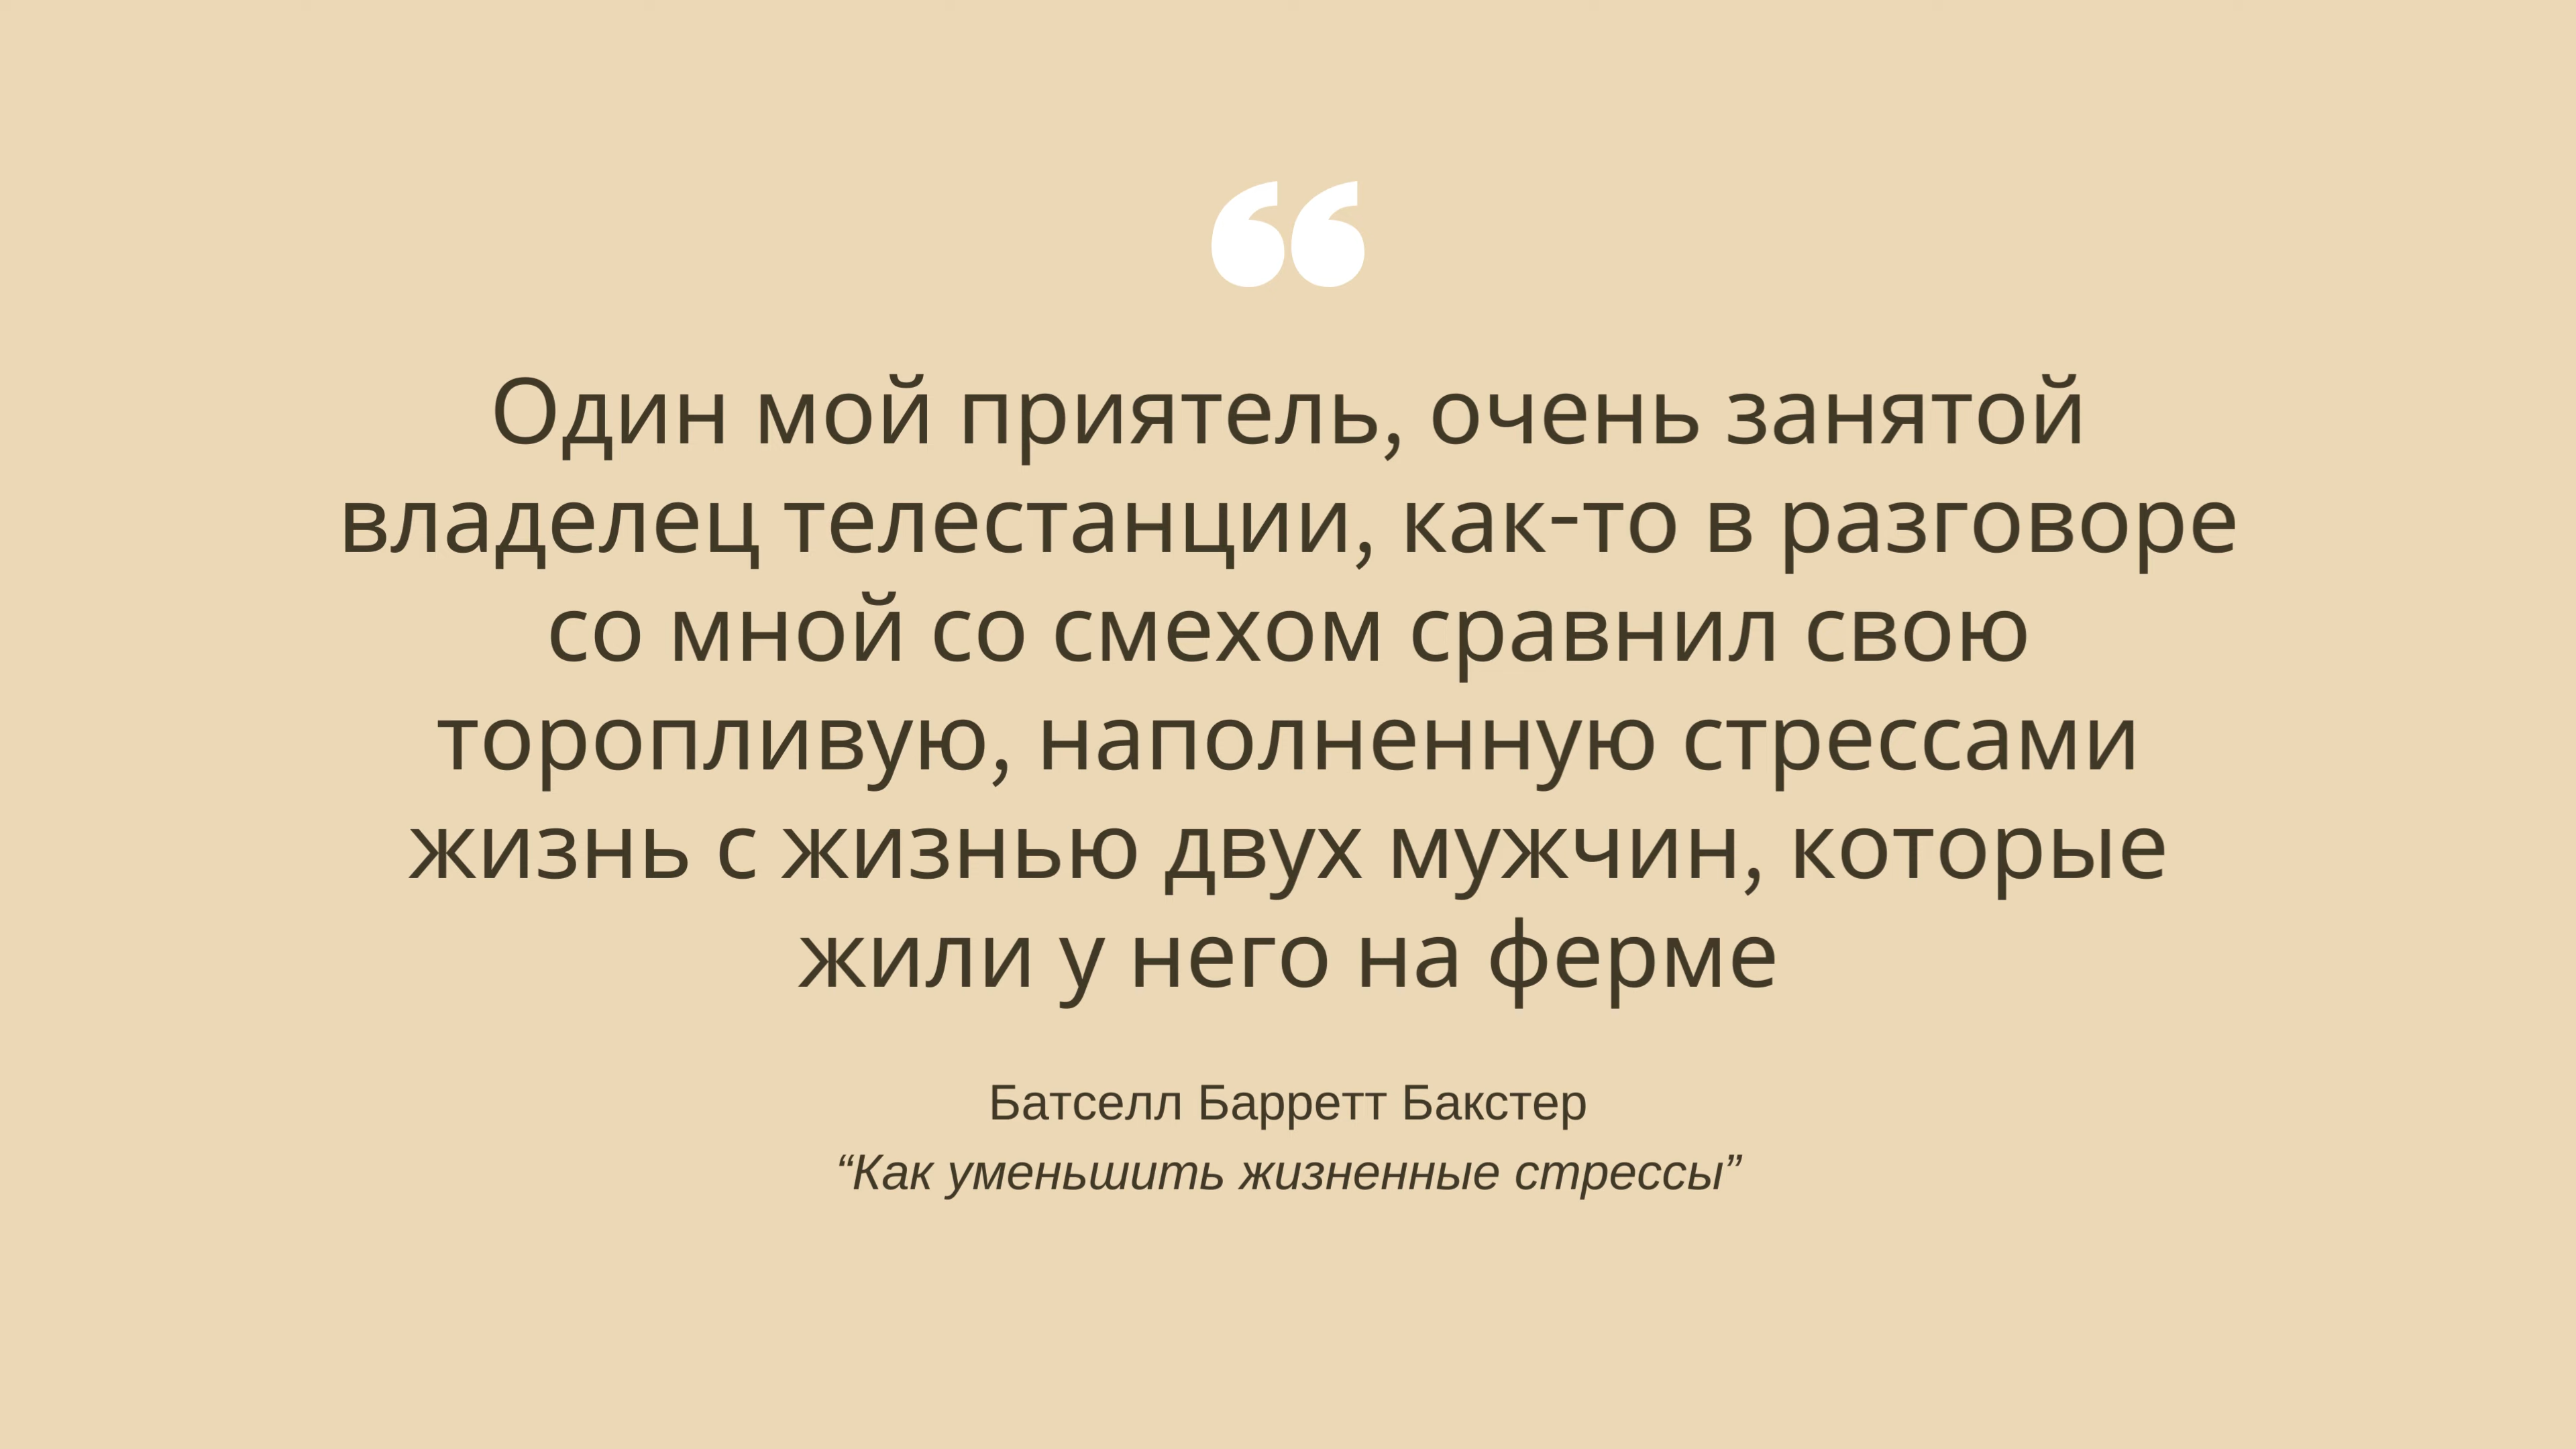 “
Один мой приятель, очень занятой
владелец телестанции, как-то в разговоре
со мной со смехом сравнил свою
торопливую, наполненную стрессами
жизнь с жизнью двух мужчин, которые
жили у него на ферме
Батселл Барретт Бакстер
“Как уменьшить жизненные стрессы”